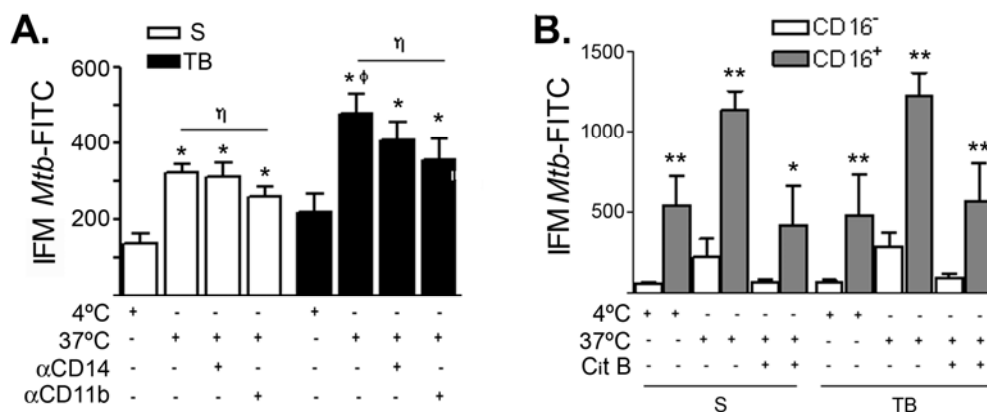 A.
S
TB
η
η
600
400
200
IFM Mtb-FITC
* * * * ϕ * *
4ºC + - - - + - - -
37ºC - + + + - + + +
αCD14 - - + - - - + -
αCD11b - - - + - - - +
B.
CD16-
CD16+
1500
1000
500
IFM Mtb-FITC
** ** * ** ** **
4ºC + + - - - - + + - - - -
37ºC - - + + + + - - + + + +
Cit B - - - - + + - - - - + +
S TB